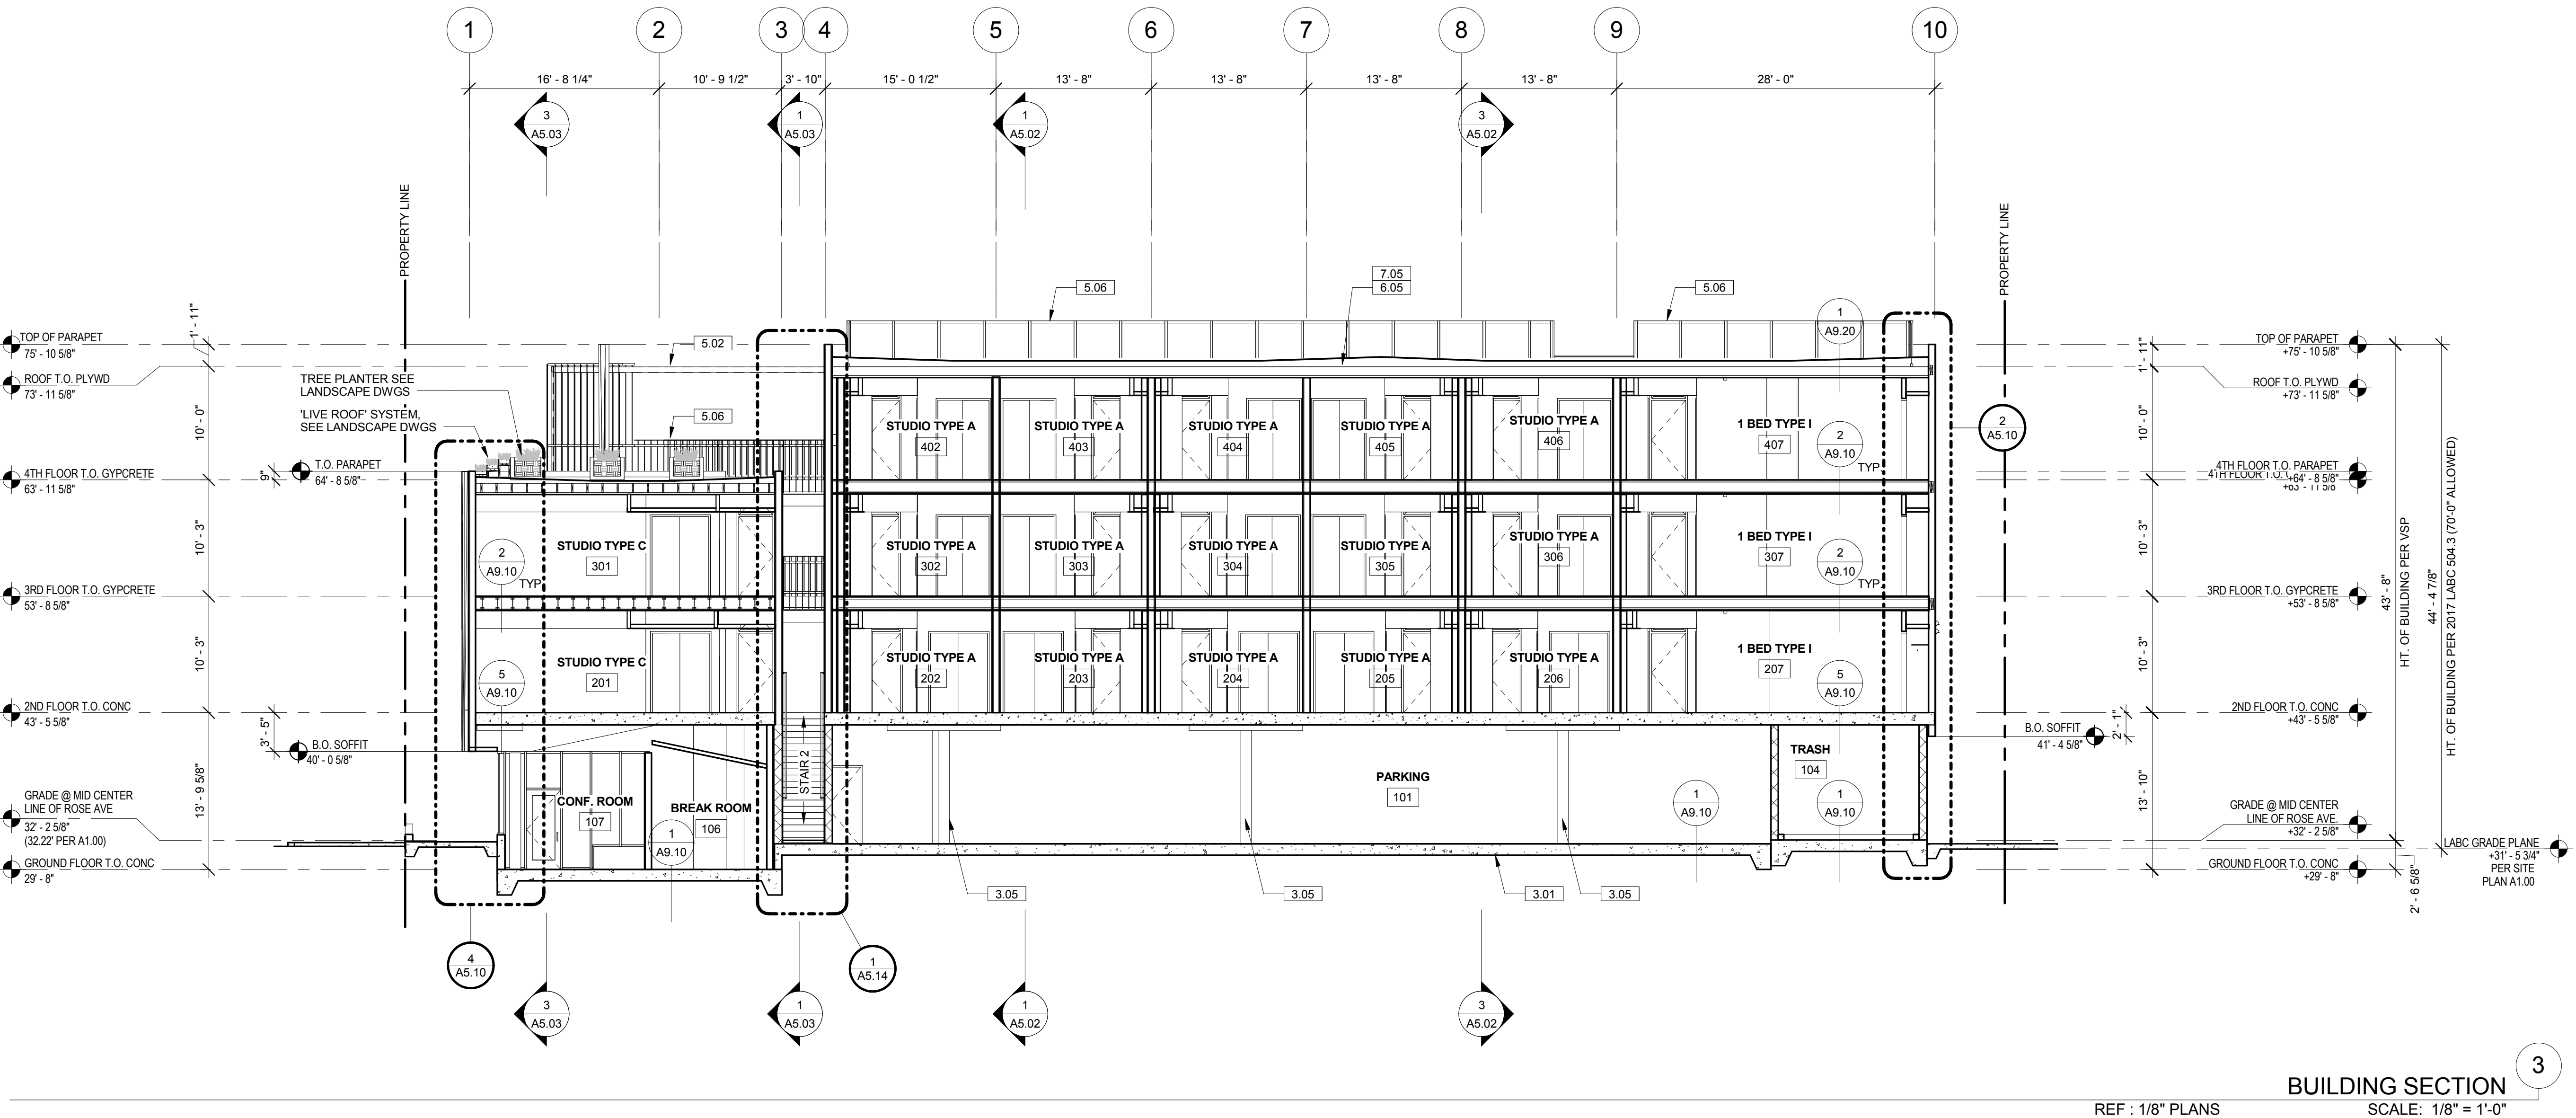 1 2 3 4 5 6 7 8 9 10
16' - 8 1/4" 10' - 9 1/2" 3' - 10" 15' - 0 1/2" 13' - 8" 13' - 8" 13' - 8" 13' - 8" 28' - 0"
3
A5.03
1
A5.03
1
A5.02
3
A5.02
PROPERTY LINE
PROPERTY LINE
1' - 11"
TOP OF PARAPET
75' - 10 5/8"
ROOF T.O. PLYWD
73' - 11 5/8"
10' - 0"
4TH FLOOR T.O. GYPCRETE
63' - 11 5/8"
9"
T.O. PARAPET
64' - 8 5/8"
10' - 3"
3RD FLOOR T.O. GYPCRETE
53' - 8 5/8"
10' - 3"
2ND FLOOR T.O. CONC
43' - 5 5/8"
3' - 5"
B.O. SOFFIT
40' - 0 5/8"
13' - 9 5/8"
GRADE @ MID CENTER
LINE OF ROSE AVE
32' - 2 5/8"
(32.22' PER A1.00)
GROUND FLOOR T.O. CONC
29' - 8"
TREE PLANTER SEE
LANDSCAPE DWGS
'LIVE ROOF' SYSTEM,
SEE LANDSCAPE DWGS
5.02
5.06
5.06
7.05
6.05
5.06
1
A9.20
STUDIO TYPE A
402
STUDIO TYPE A
403
STUDIO TYPE A
404
STUDIO TYPE A
405
STUDIO TYPE A
406
1 BED TYPE I
407
2
A9.10
TYP.
2
A9.10
TYP.
STUDIO TYPE C
301
STUDIO TYPE A
302
STUDIO TYPE A
303
STUDIO TYPE A
304
STUDIO TYPE A
305
STUDIO TYPE A
306
1 BED TYPE I
307
2
A9.10
TYP.
5
A9.10
STUDIO TYPE C
201
STUDIO TYPE A
202
STUDIO TYPE A
203
STUDIO TYPE A
204
STUDIO TYPE A
205
STUDIO TYPE A
206
1 BED TYPE I
207
5
A9.10
CONF. ROOM
107
BREAK ROOM
106
1
A9.10
STAIR 2
PARKING
101
1
A9.10
TRASH
104
1
A9.10
3.05
3.05
3.01
3.05
4
A5.10
1
A5.14
2
A5.10
3
A5.03
1
A5.03
1
A5.02
3
A5.02
1' - 11"
TOP OF PARAPET
+75' - 10 5/8"
ROOF T.O. PLYWD
+73' - 11 5/8"
10' - 0"
4TH FLOOR T.O. PARAPET
+64' - 8 5/8"
4TH FLOOR T.O.
+63' - 11 5/8"
10' - 3"
3RD FLOOR T.O. GYPCRETE
+53' - 8 5/8"
10' - 3"
2ND FLOOR T.O. CONC
+43' - 5 5/8"
2' - 1"
B.O. SOFFIT
41' - 4 5/8"
13' - 10"
GRADE @ MID CENTER
LINE OF ROSE AVE.
+32' - 2 5/8"
GROUND FLOOR T.O. CONC
+29' - 8"
43' - 8"
HT. OF BUILDING PER VSP
44' - 4 7/8"
HT. OF BUILDING PER 2017 LABC 504.3 (70'-0" ALLOWED)
2' - 6 5/8"
LABC GRADE PLANE
+31' - 5 3/4"
PER SITE
PLAN A1.00
3
BUILDING SECTION
REF : 1/8" PLANS SCALE: 1/8" = 1'-0"